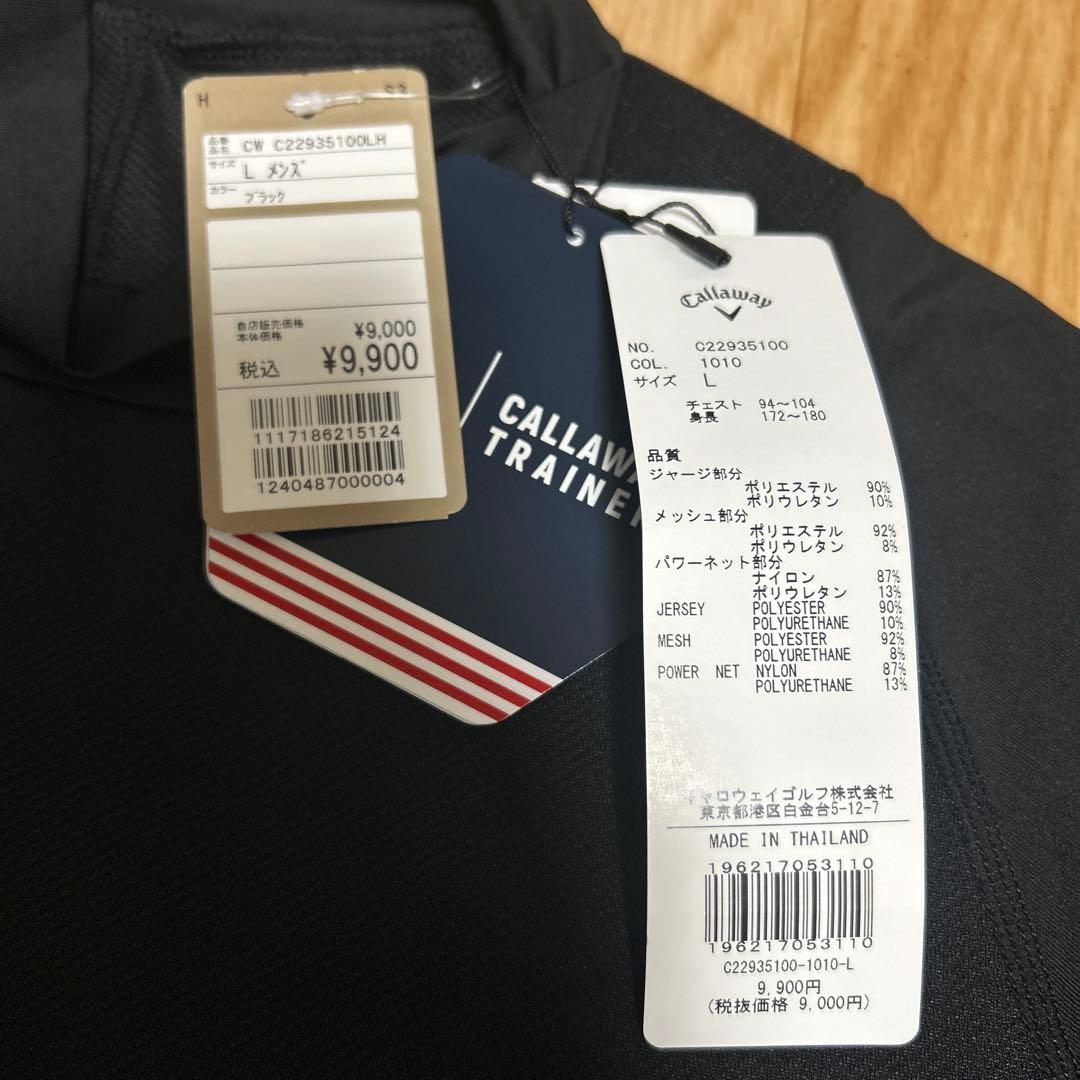 H S3
品番
品名 CW C22935100LH
サイズ L メンズ
カラー ブラック
自店販売価格
本体価格 ¥9,000
税込 ¥9,900
1117186215124
1240487000004
CALLAWA
TRAINE
Callaway
NO. C22935100
COL. 1010
サイズ L
チェスト 94～104
身長 172～180
品質
ジャージ部分
ポリエステル 90%
ポリウレタン 10%
メッシュ部分
ポリエステル 92%
ポリウレタン 8%
パワーネット部分
ナイロン 87%
ポリウレタン 13%
JERSEY POLYESTER 90%
POLYURETHANE 10%
MESH POLYESTER 92%
POLYURETHANE 8%
POWER NET NYLON 87%
POLYURETHANE 13%
キャロウェイゴルフ株式会社
東京都港区白金台5-12-7
MADE IN THAILAND
196217053110
196217053110
C22935100-1010-L
9,900円
(税抜価格 9,000円)